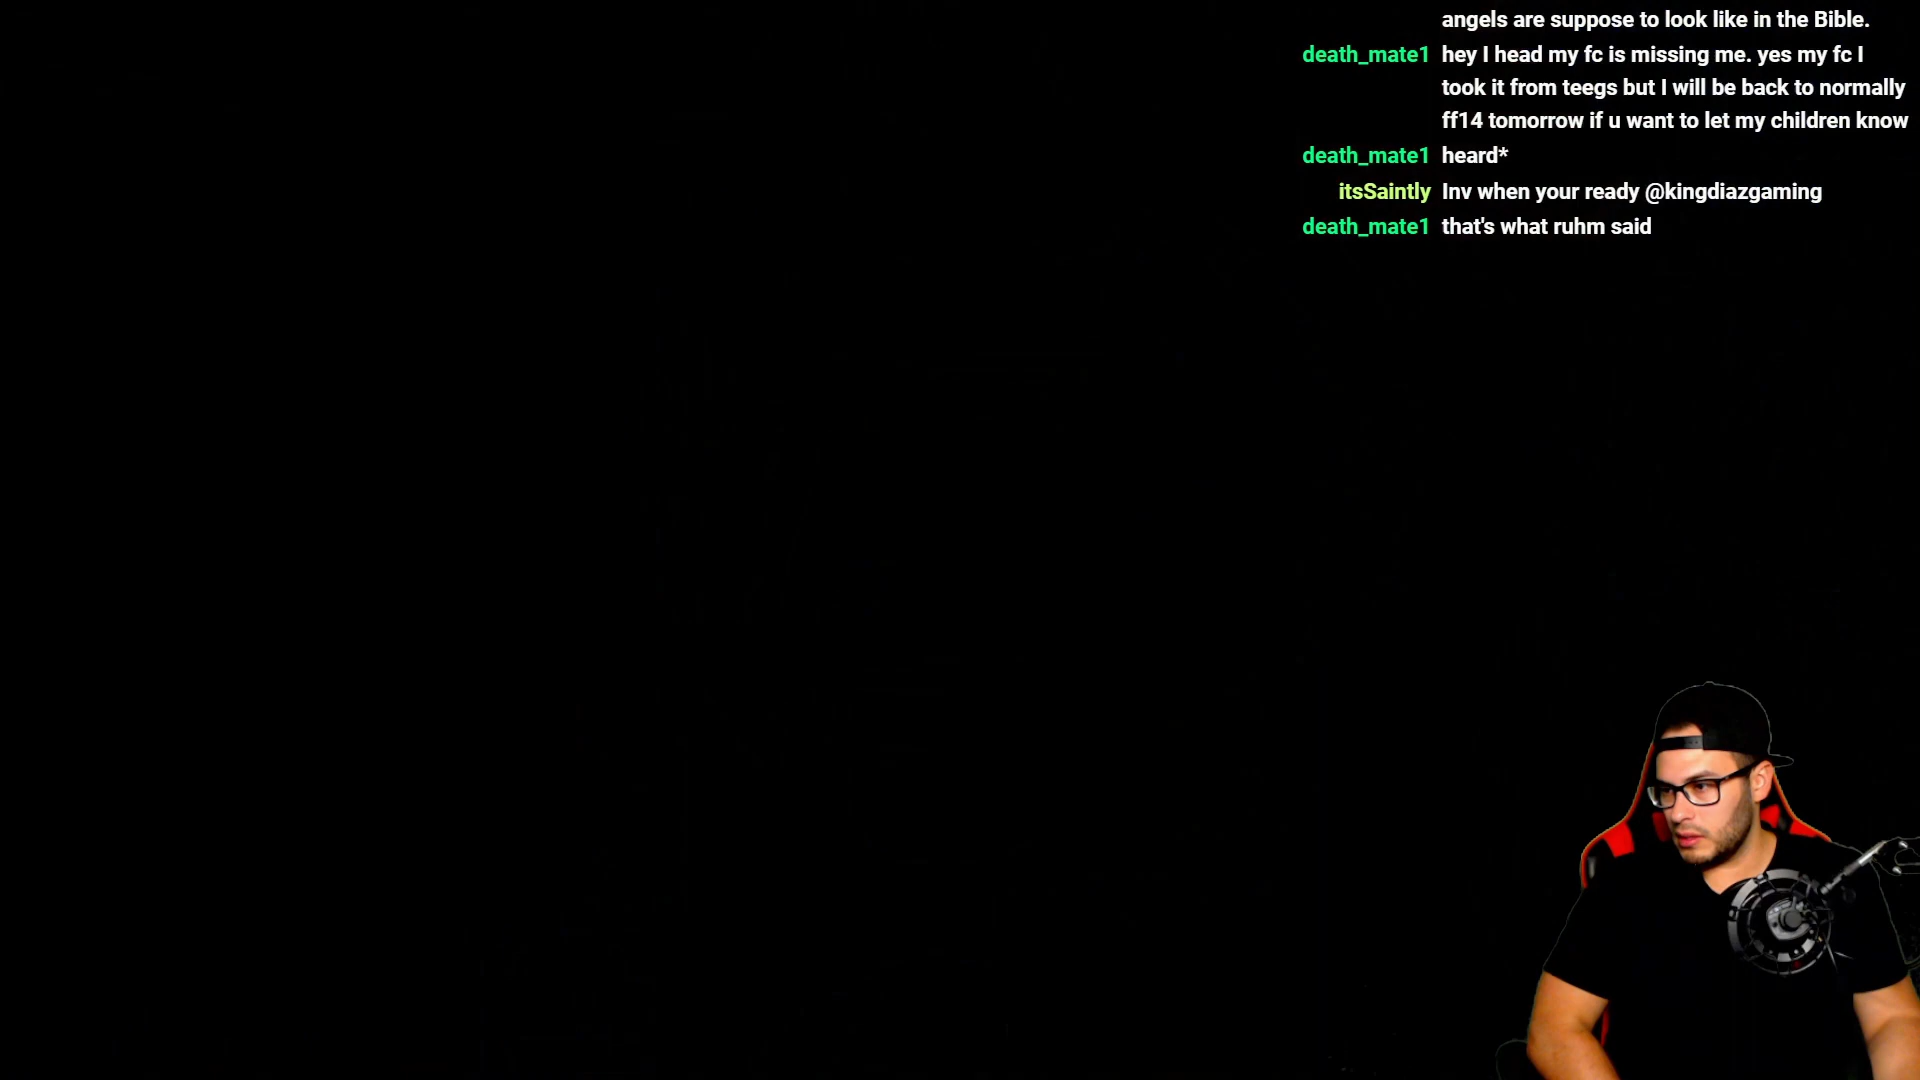 angels are suppose to look like in the Bible.
death_mate1 hey I head my fc is missing me. yes my fc I
took it from teegs but I will be back to normally
ff14 tomorrow if u want to let my children know
death_mate1 heard*
itsSaintly Inv when your ready @kingdiazgaming
death_mate1 that's what ruhm said